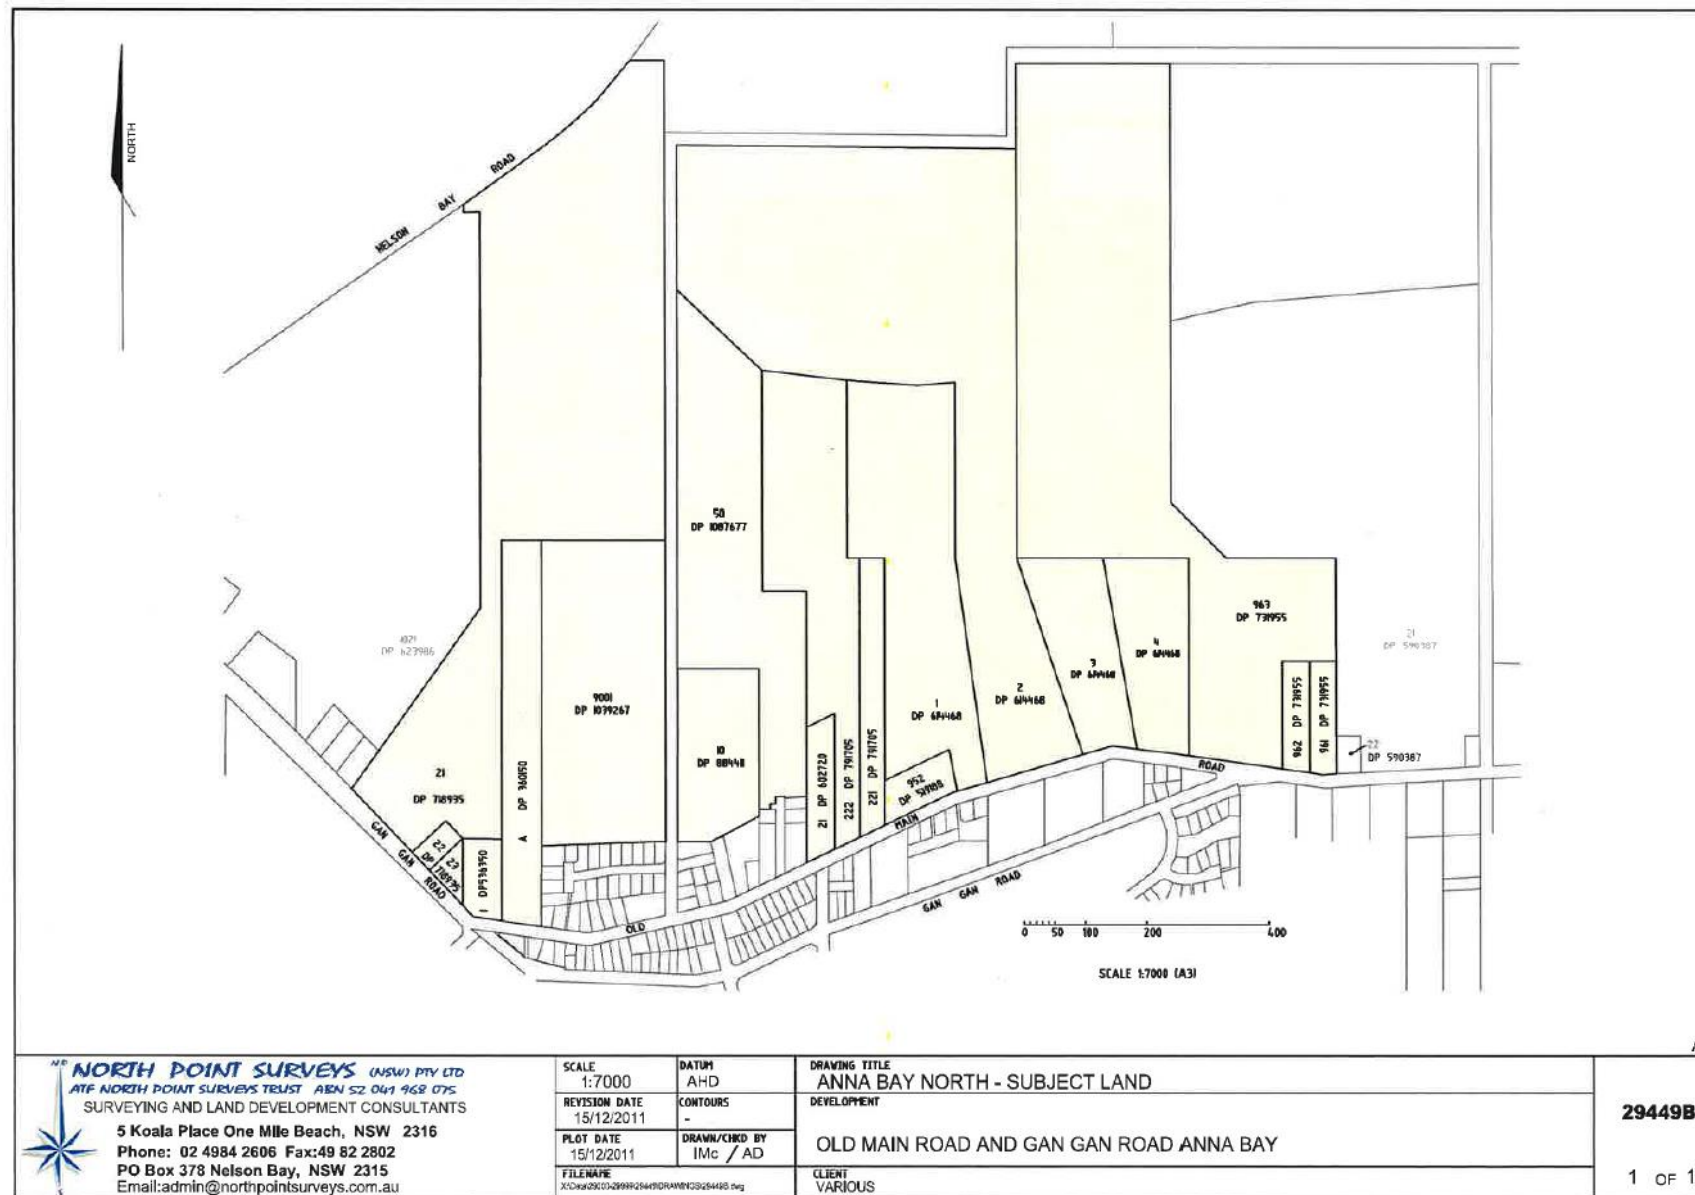 NORTH
NELSON BAY ROAD
50
DP 1087677
1021
DP 623986
963
DP 731955
21
DP 590387
4
DP 614468
3
DP 614468
2
DP 614468
1
DP 614468
9001
DP 1039267
10
DP 88448
21
DP 718935
A DP 360150
1 DP536350
22 23
DP 718935
21 DP 602720
222 DP 791705
221 DP 791705
952
962 DP 731955
961 DP 731955
22
DP 590387
GAN GAN ROAD
OLD MAIN ROAD
GAN GAN ROAD
0 50 100 200 400
SCALE 1:7000 (A3)
NORTH POINT SURVEYS (NSW) PTY LTD
ATF NORTH POINT SURVEYS TRUST ABN 52 041 968 075
SURVEYING AND LAND DEVELOPMENT CONSULTANTS
5 Koala Place One Mile Beach, NSW 2316
Phone: 02 4984 2606 Fax:49 82 2802
PO Box 378 Nelson Bay, NSW 2315
Email:admin@northpointsurveys.com.au
SCALE
1:7000
DATUM
AHD
REVISION DATE
15/12/2011
CONTOURS
-
PLOT DATE
15/12/2011
DRAWN/CHKD BY
IMc / AD
FILENAME
DRAWING TITLE
ANNA BAY NORTH - SUBJECT LAND
DEVELOPMENT
OLD MAIN ROAD AND GAN GAN ROAD ANNA BAY
CLIENT
VARIOUS
29449B
1 OF 1